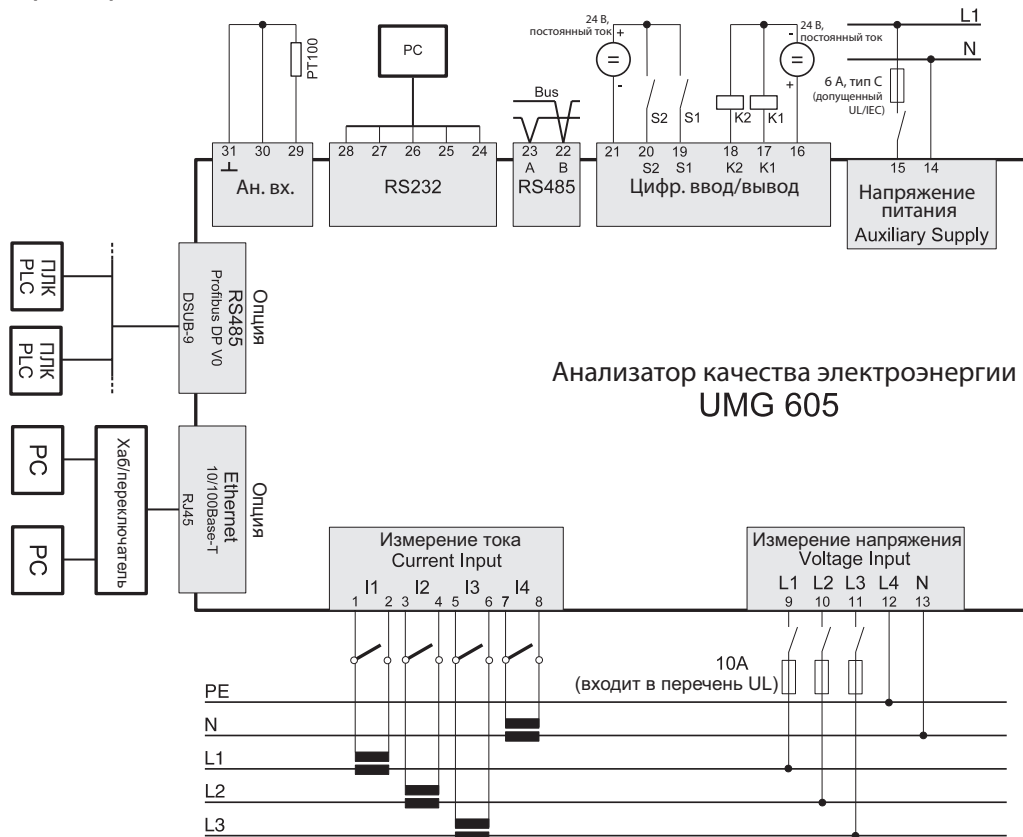 24 В,
постоянный ток
+
=
-
24 В,
постоянный ток
-
=
+
L1
N
6 А, тип С
(допущенный
UL/IEC)
PT100
PC
Bus
S2
S1
K2
K1
31
30
29
Ан. вх.
28
27
26
25
24
RS232
23
22
A
B
RS485
21
20
19
18
17
16
S2
S1
K2
K1
Цифр. ввод/вывод
15
14
Напряжение
питания
Auxiliary Supply
ПЛК
PLC
ПЛК
PLC
Опция
RS485
Profibus DP V0
DSUB-9
Анализатор качества электроэнергии
UMG 605
PC
PC
Хаб/переключатель
Опция
Ethernet
10/100Base-T
RJ45
Измерение тока
Current Input
I1
I2
I3
I4
1
2
3
4
5
6
7
8
Измерение напряжения
Voltage Input
L1
L2
L3
L4
N
9
10
11
12
13
10A
(входит в перечень UL)
PE
N
L1
L2
L3